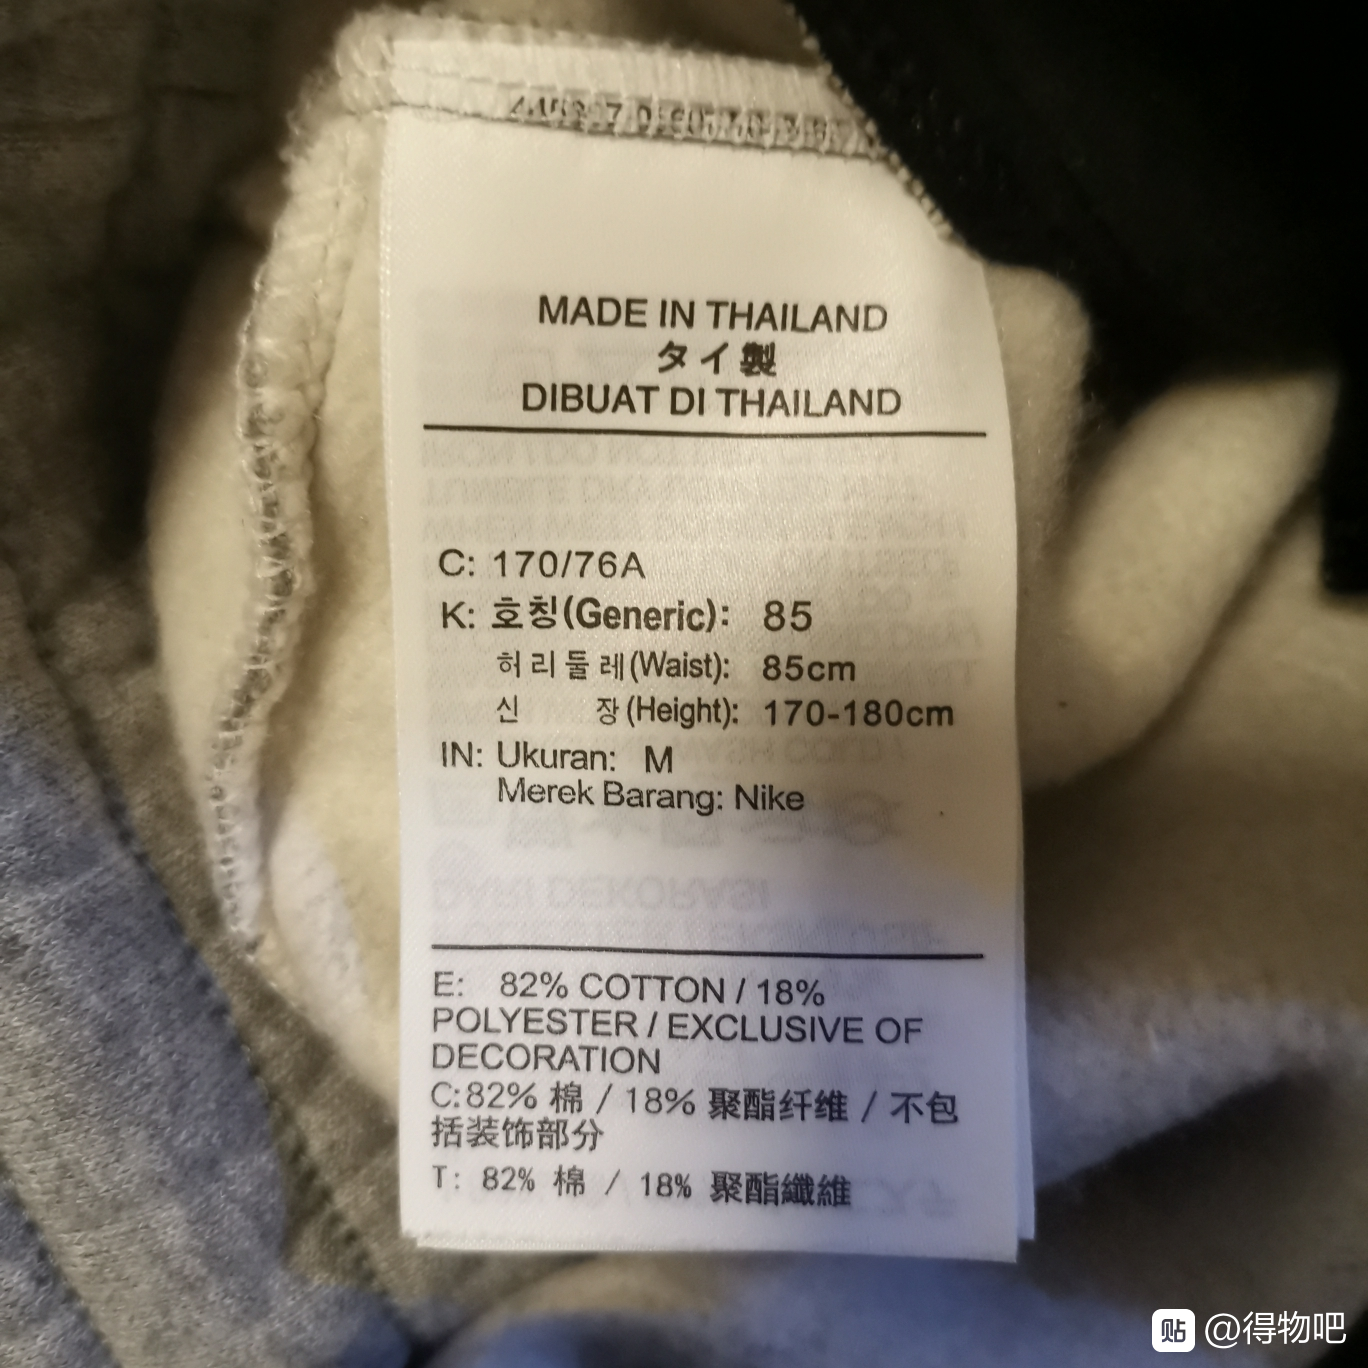 MADE IN THAILAND
タイ製
DIBUAT DI THAILAND
C: 170/76A
K: 호칭(Generic): 85
허리둘레(Waist): 85cm
신 장(Height): 170-180cm
IN: Ukuran: M
Merek Barang: Nike
E: 82% COTTON / 18%
POLYESTER / EXCLUSIVE OF
DECORATION
C:82% 棉 / 18% 聚酯纤维 / 不包
括装饰部分
T: 82% 棉 / 18% 聚酯纖維
贴 @得物吧